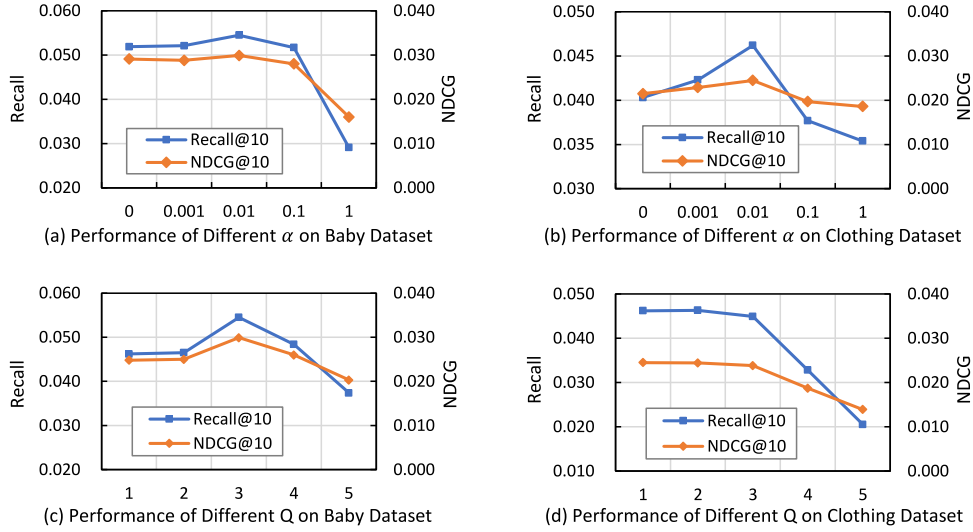 0.060
0.050
0.040
0.030
0.020
Recall
0.040
0.030
0.020
0.010
0.000
NDCG
Recall@10
NDCG@10
0 0.001 0.01 0.1 1
(a) Performance of Different α on Baby Dataset
0.050
0.045
0.040
0.035
0.030
Recall
0.040
0.030
0.020
0.010
0.000
NDCG
Recall@10
NDCG@10
0 0.001 0.01 0.1 1
(b) Performance of Different α on Clothing Dataset
0.060
0.050
0.040
0.030
0.020
Recall
0.040
0.030
0.020
0.010
0.000
NDCG
Recall@10
NDCG@10
1 2 3 4 5
(c) Performance of Different Q on Baby Dataset
0.050
0.040
0.030
0.020
0.010
Recall
0.040
0.030
0.020
0.010
0.000
NDCG
Recall@10
NDCG@10
1 2 3 4 5
(d) Performance of Different Q on Clothing Dataset